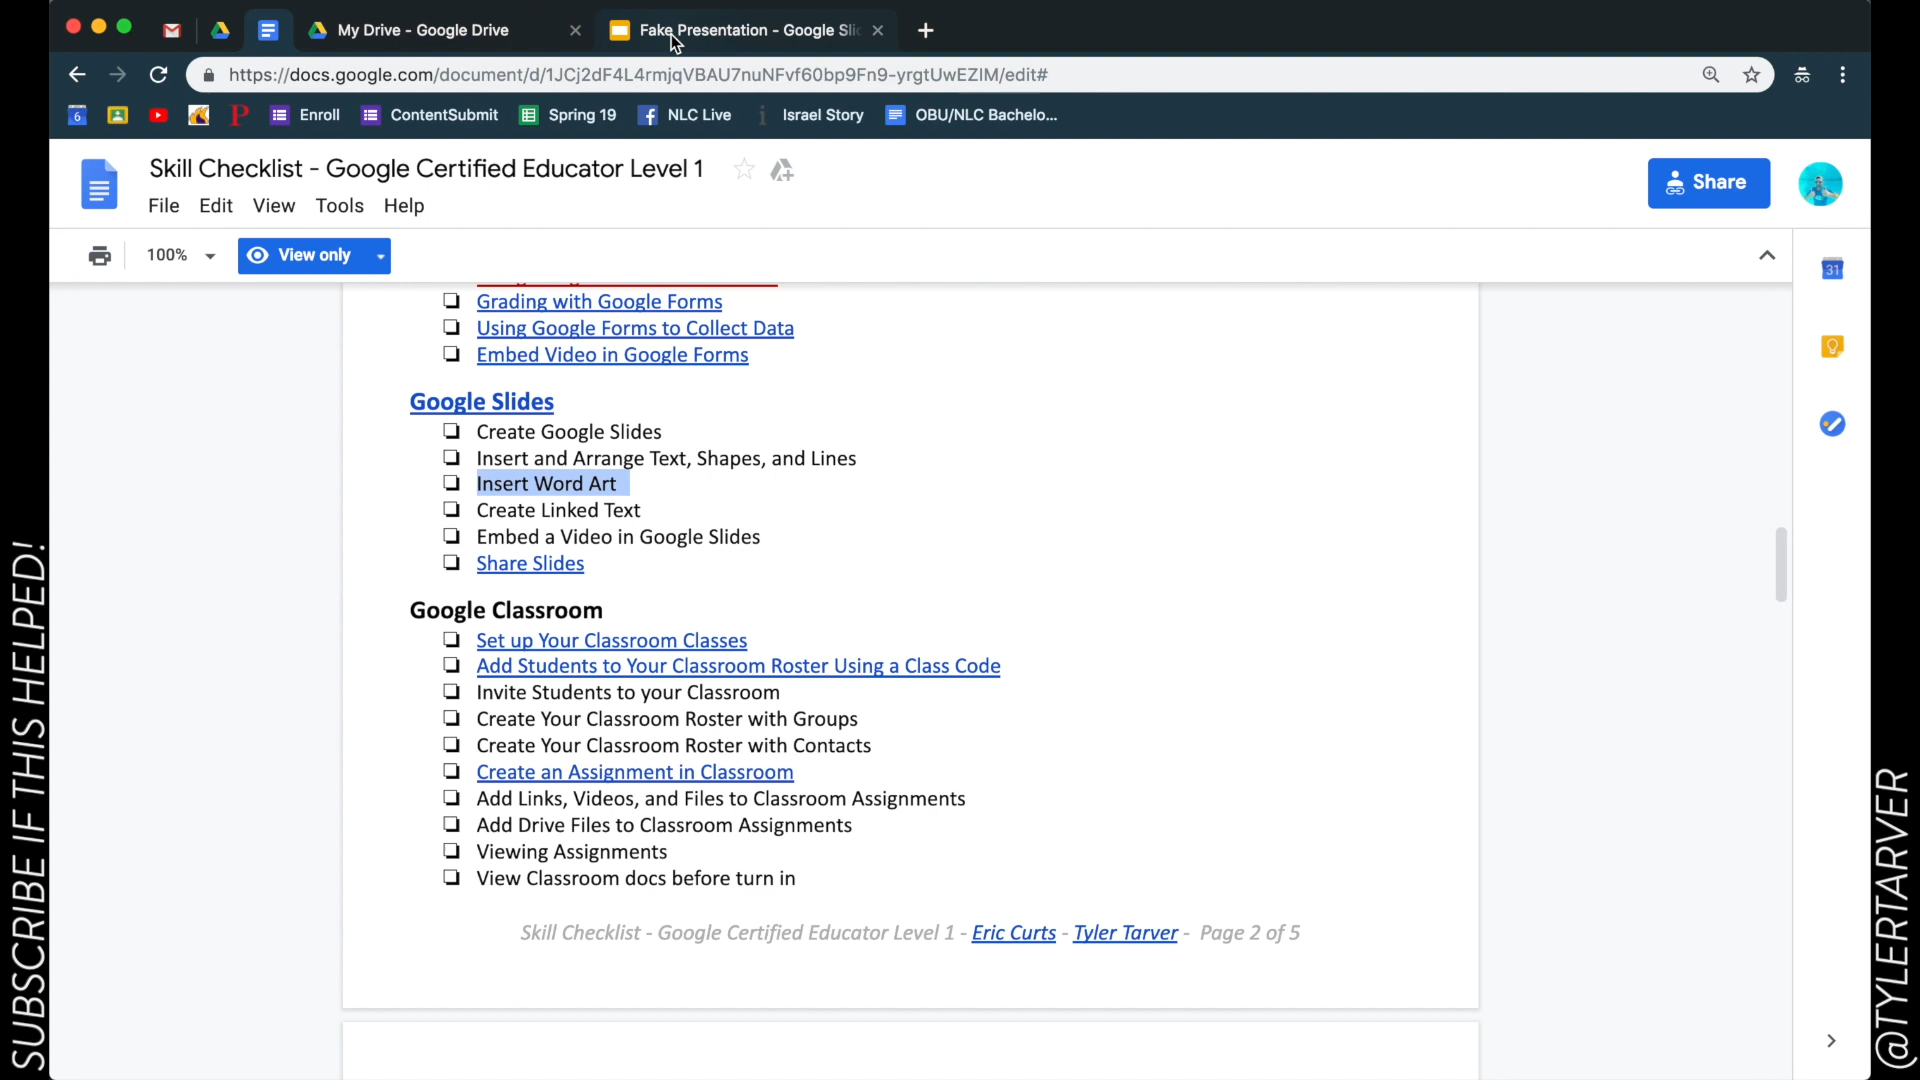 My Drive - Google Drive
Fake Presentation - Google Sli
https://docs.google.com/document/d/1JCj2dF4L4rmjqVBAU7nuNFvf60bp9Fn9-yrgtUwEZIM/edit#
6
P
Enroll
ContentSubmit
Spring 19
NLC Live
Israel Story
OBU/NLC Bachelo...
Skill Checklist - Google Certified Educator Level 1
Share
File Edit View Tools Help
100%
View only
31
Grading with Google Forms
Using Google Forms to Collect Data
Embed Video in Google Forms
Google Slides
Create Google Slides
Insert and Arrange Text, Shapes, and Lines
Insert Word Art
Create Linked Text
Embed a Video in Google Slides
Share Slides
Google Classroom
Set up Your Classroom Classes
Add Students to Your Classroom Roster Using a Class Code
Invite Students to your Classroom
Create Your Classroom Roster with Groups
Create Your Classroom Roster with Contacts
Create an Assignment in Classroom
Add Links, Videos, and Files to Classroom Assignments
Add Drive Files to Classroom Assignments
Viewing Assignments
View Classroom docs before turn in
Skill Checklist - Google Certified Educator Level 1 - Eric Curts - Tyler Tarver - Page 2 of 5
SUBSCRIBE IF THIS HELPED!
@TYLERTARVER